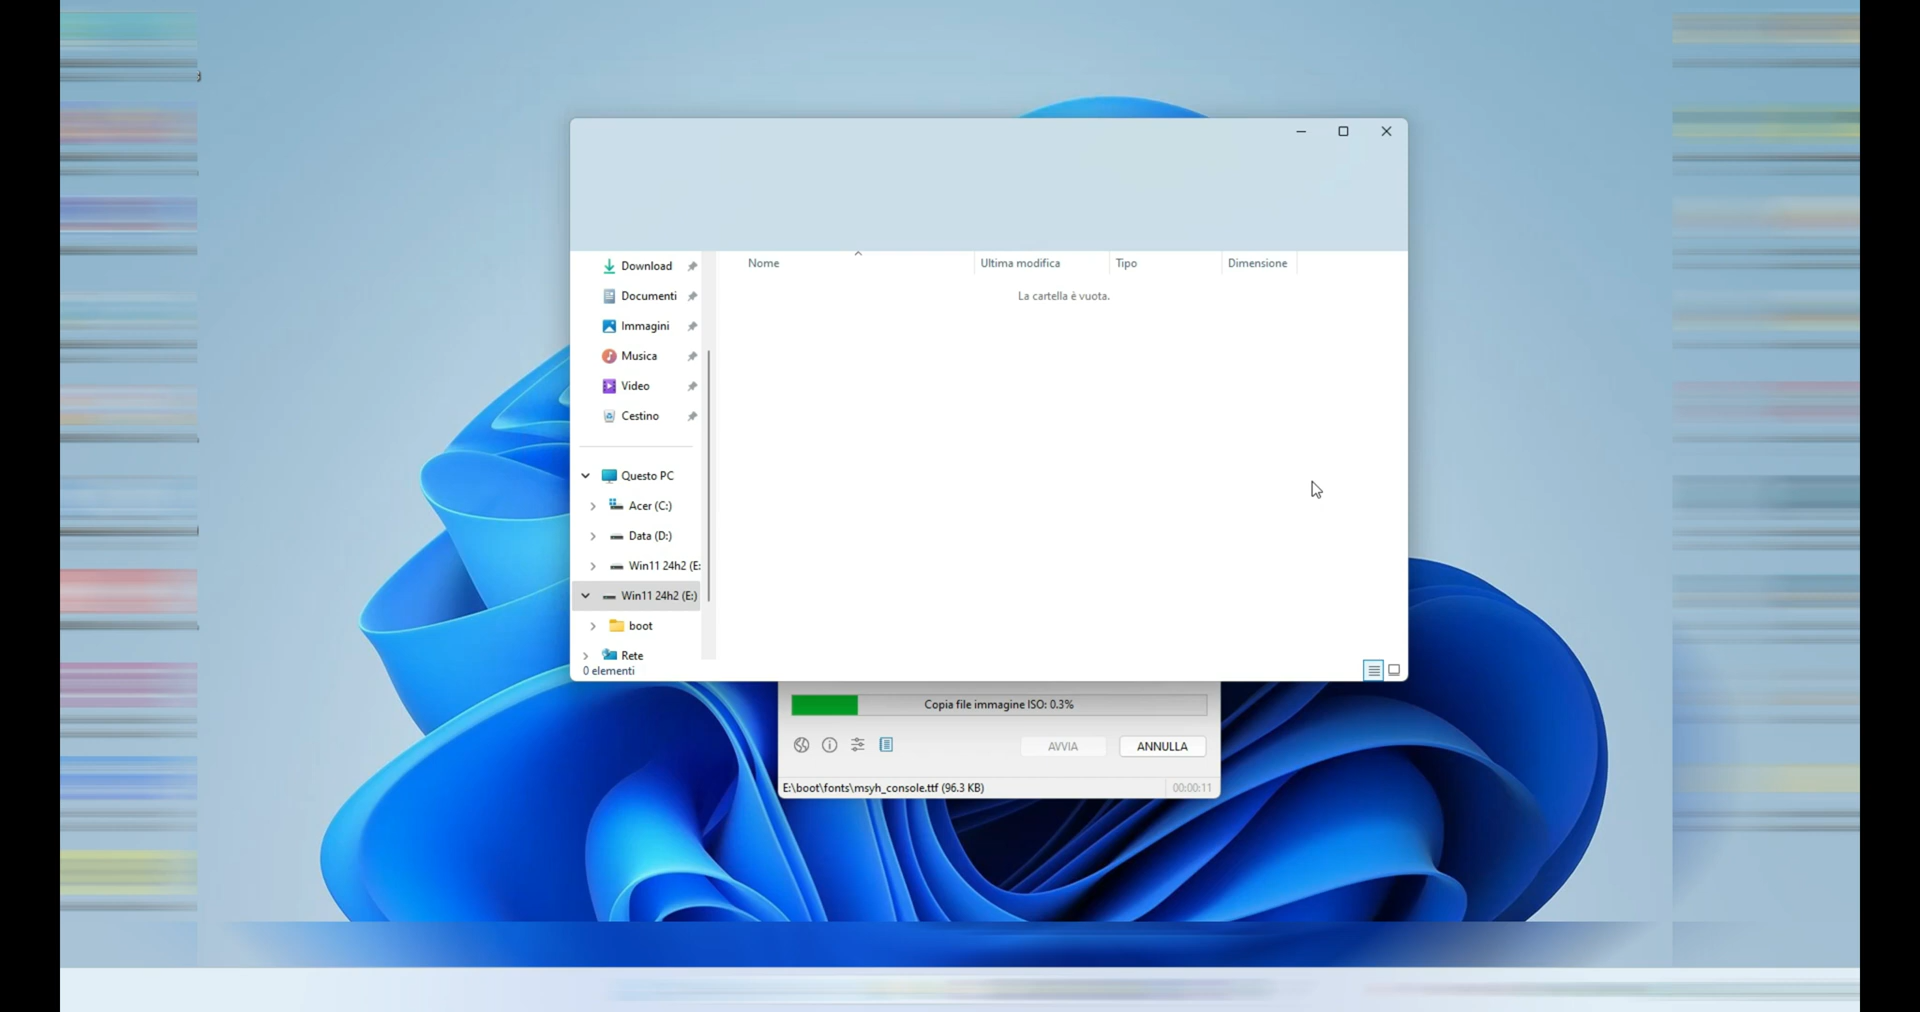 Nome
Ultima modifica
Tipo
Dimensione
La cartella è vuota.
Download
Documenti
Immagini
Musica
Video
Cestino
Questo PC
Acer (C:)
Data (D:)
Win11 24h2 (E:
Win11 24h2 (E:)
boot
Rete
0 elementi
Copia file immagine ISO: 0.3%
AVVIA
ANNULLA
E:\boot\fonts\msyh_console.ttf (96.3 KB)
00:00:11